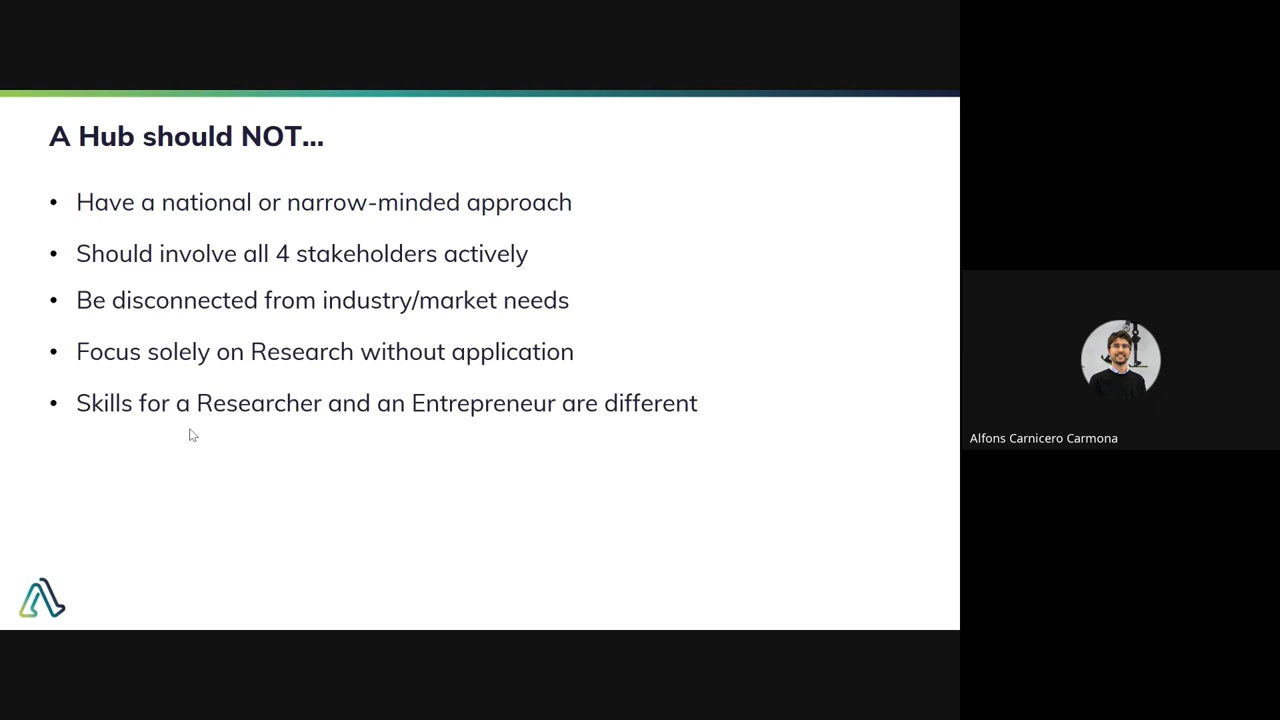 A Hub should NOT...
• Have a national or narrow-minded approach
• Should involve all 4 stakeholders actively
• Be disconnected from industry/market needs
• Focus solely on Research without application
• Skills for a Researcher and an Entrepreneur are different
Alfons Carnicero Carmona